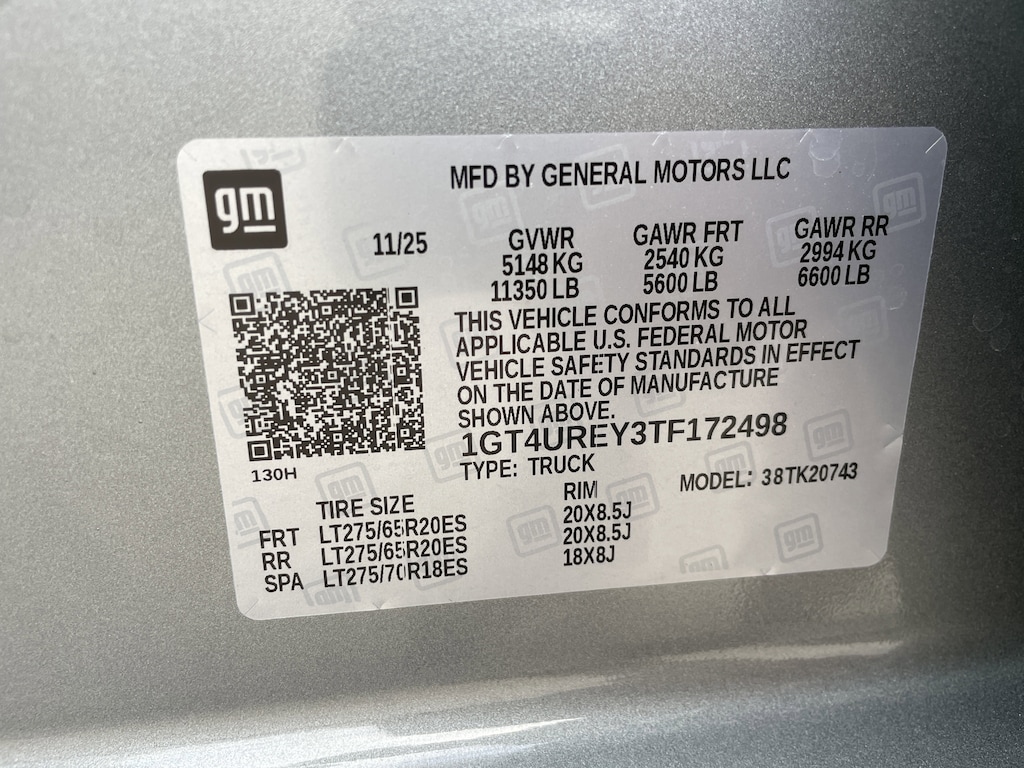 gm
MFD BY GENERAL MOTORS LLC
11/25
GVWR
5148 KG
11350 LB
GAWR FRT
2540 KG
5600 LB
GAWR RR
2994 KG
6600 LB
THIS VEHICLE CONFORMS TO ALL
APPLICABLE U.S. FEDERAL MOTOR
VEHICLE SAFETY STANDARDS IN EFFECT
ON THE DATE OF MANUFACTURE
SHOWN ABOVE.
1GT4UREY3TF172498
TYPE: TRUCK
MODEL: 38TK20743
130H
TIRE SIZE RIM
FRT LT275/65R20ES 20X8.5J
RR LT275/65R20ES 20X8.5J
SPA LT275/70R18ES 18X8J